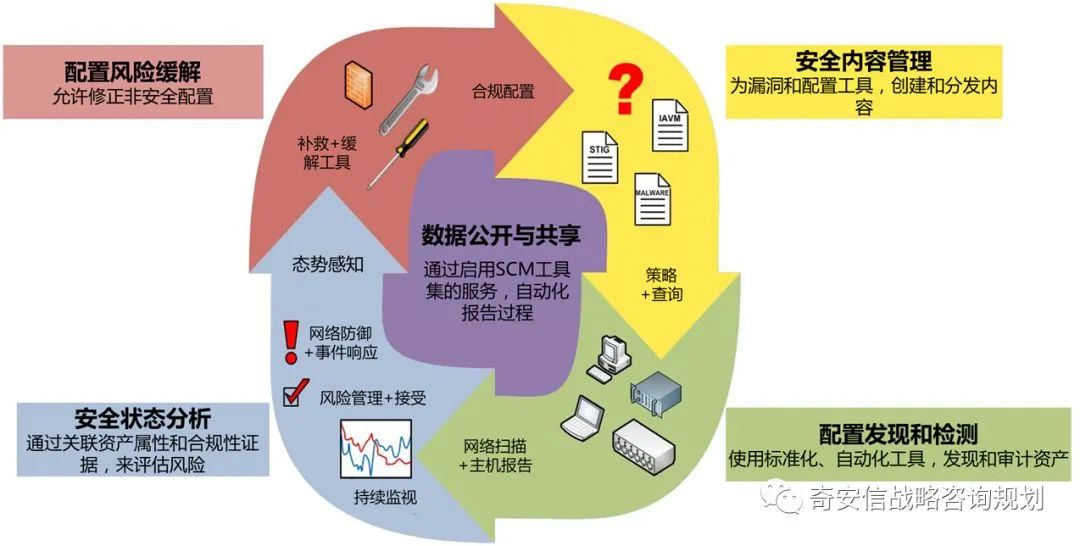 配置风险缓解
允许修正非安全配置
安全内容管理
为漏洞和配置工具，创建和分发内
容
合规配置
补救+缓
解工具
?
IAVM
STIG
MALWARE
数据公开与共享
通过启用SCM工具
集的服务，自动化
报告过程
态势感知
策略
+查询
网络防御
+事件响应
风险管理+接受
持续监视
网络扫描
+主机报告
安全状态分析
通过关联资产属性和合规性证
据，来评估风险
配置发现和检测
使用标准化、自动化工具，发现和审计资产
奇安信战略咨询规划